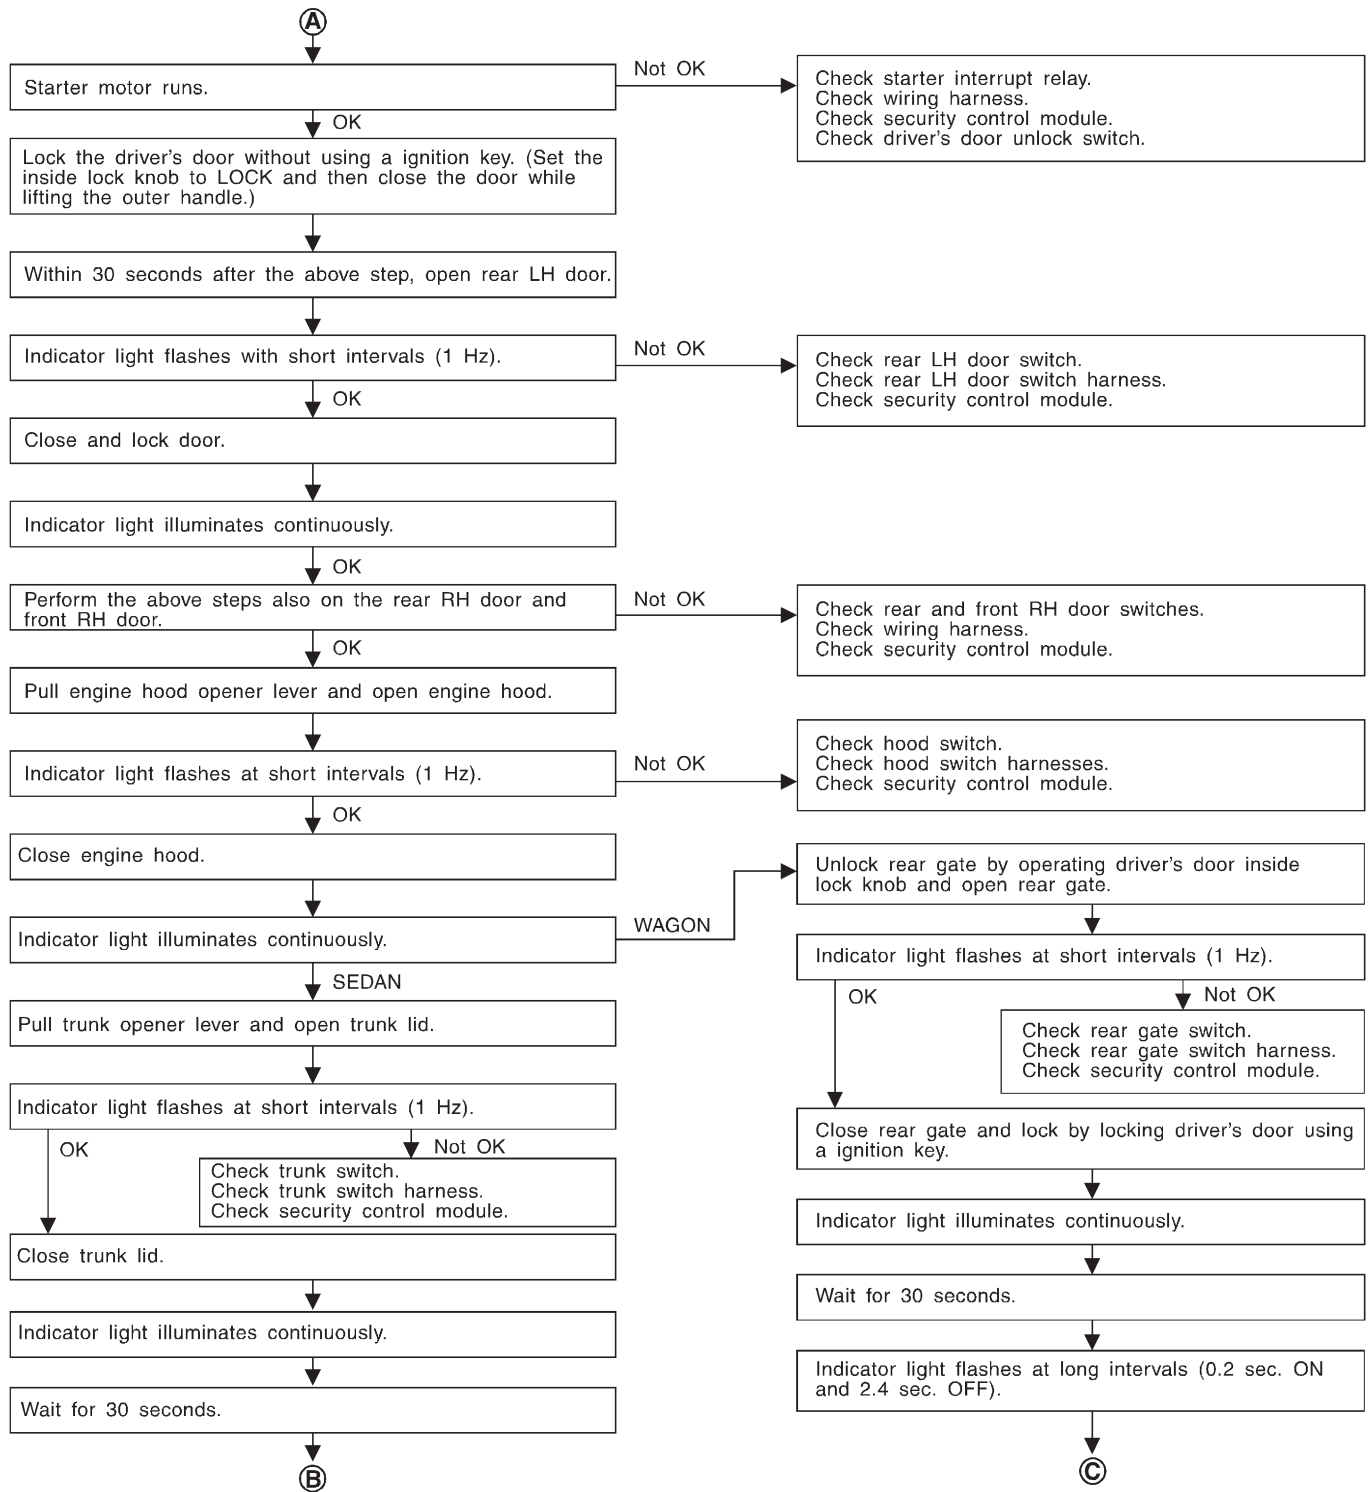 A
Starter motor runs.
Not OK
Check starter interrupt relay.
Check wiring harness.
Check security control module.
Check driver's door unlock switch.
OK
Lock the driver's door without using a ignition key. (Set the
inside lock knob to LOCK and then close the door while
lifting the outer handle.)
Within 30 seconds after the above step, open rear LH door.
Indicator light flashes with short intervals (1 Hz).
Not OK
Check rear LH door switch.
Check rear LH door switch harness.
Check security control module.
OK
Close and lock door.
Indicator light illuminates continuously.
OK
Perform the above steps also on the rear RH door and
front RH door.
Not OK
Check rear and front RH door switches.
Check wiring harness.
Check security control module.
OK
Pull engine hood opener lever and open engine hood.
Indicator light flashes at short intervals (1 Hz).
Not OK
Check hood switch.
Check hood switch harnesses.
Check security control module.
OK
Close engine hood.
Indicator light illuminates continuously.
WAGON
SEDAN
Pull trunk opener lever and open trunk lid.
Indicator light flashes at short intervals (1 Hz).
OK
Not OK
Check trunk switch.
Check trunk switch harness.
Check security control module.
Close trunk lid.
Indicator light illuminates continuously.
Wait for 30 seconds.
B
Unlock rear gate by operating driver's door inside
lock knob and open rear gate.
Indicator light flashes at short intervals (1 Hz).
OK
Not OK
Check rear gate switch.
Check rear gate switch harness.
Check security control module.
Close rear gate and lock by locking driver's door using
a ignition key.
Indicator light illuminates continuously.
Wait for 30 seconds.
Indicator light flashes at long intervals (0.2 sec. ON
and 2.4 sec. OFF).
C